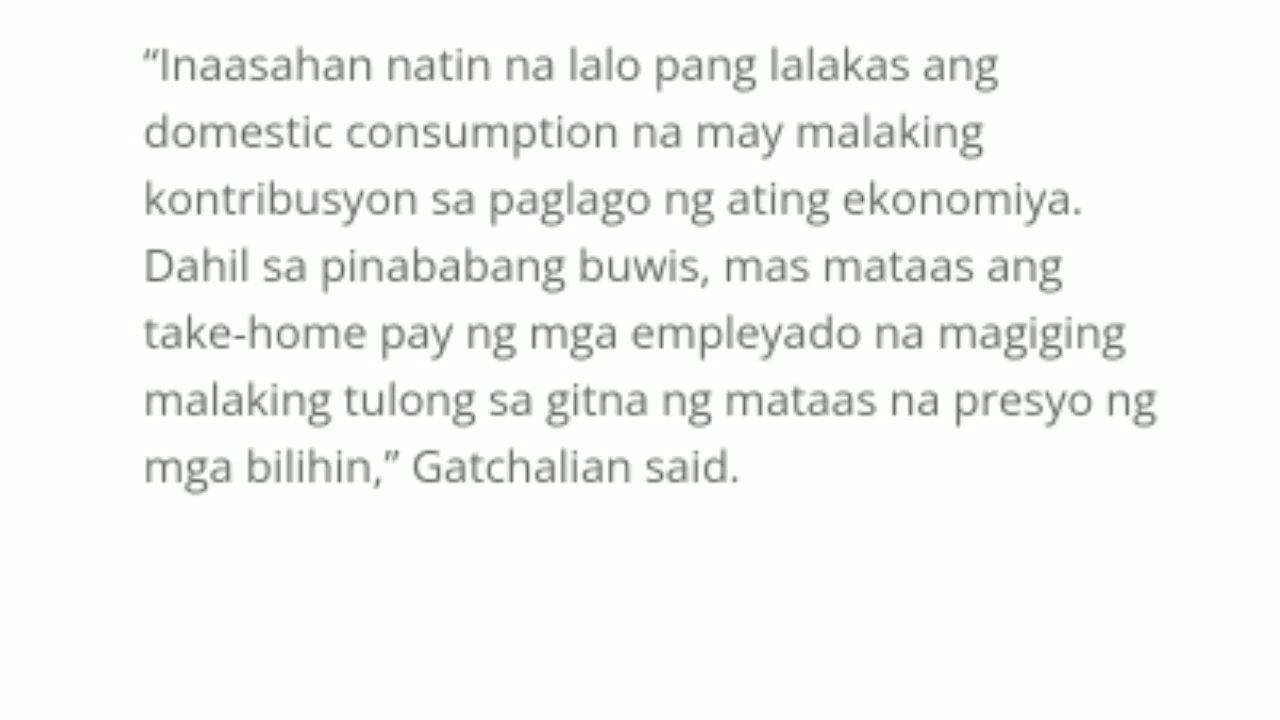 “Inaasahan natin na lalo pang lalakas ang
domestic consumption na may malaking
kontribusyon sa paglago ng ating ekonomiya.
Dahil sa pinababang buwis, mas mataas ang
take-home pay ng mga empleyado na magiging
malaking tulong sa gitna ng mataas na presyo ng
mga bilihin,” Gatchalian said.